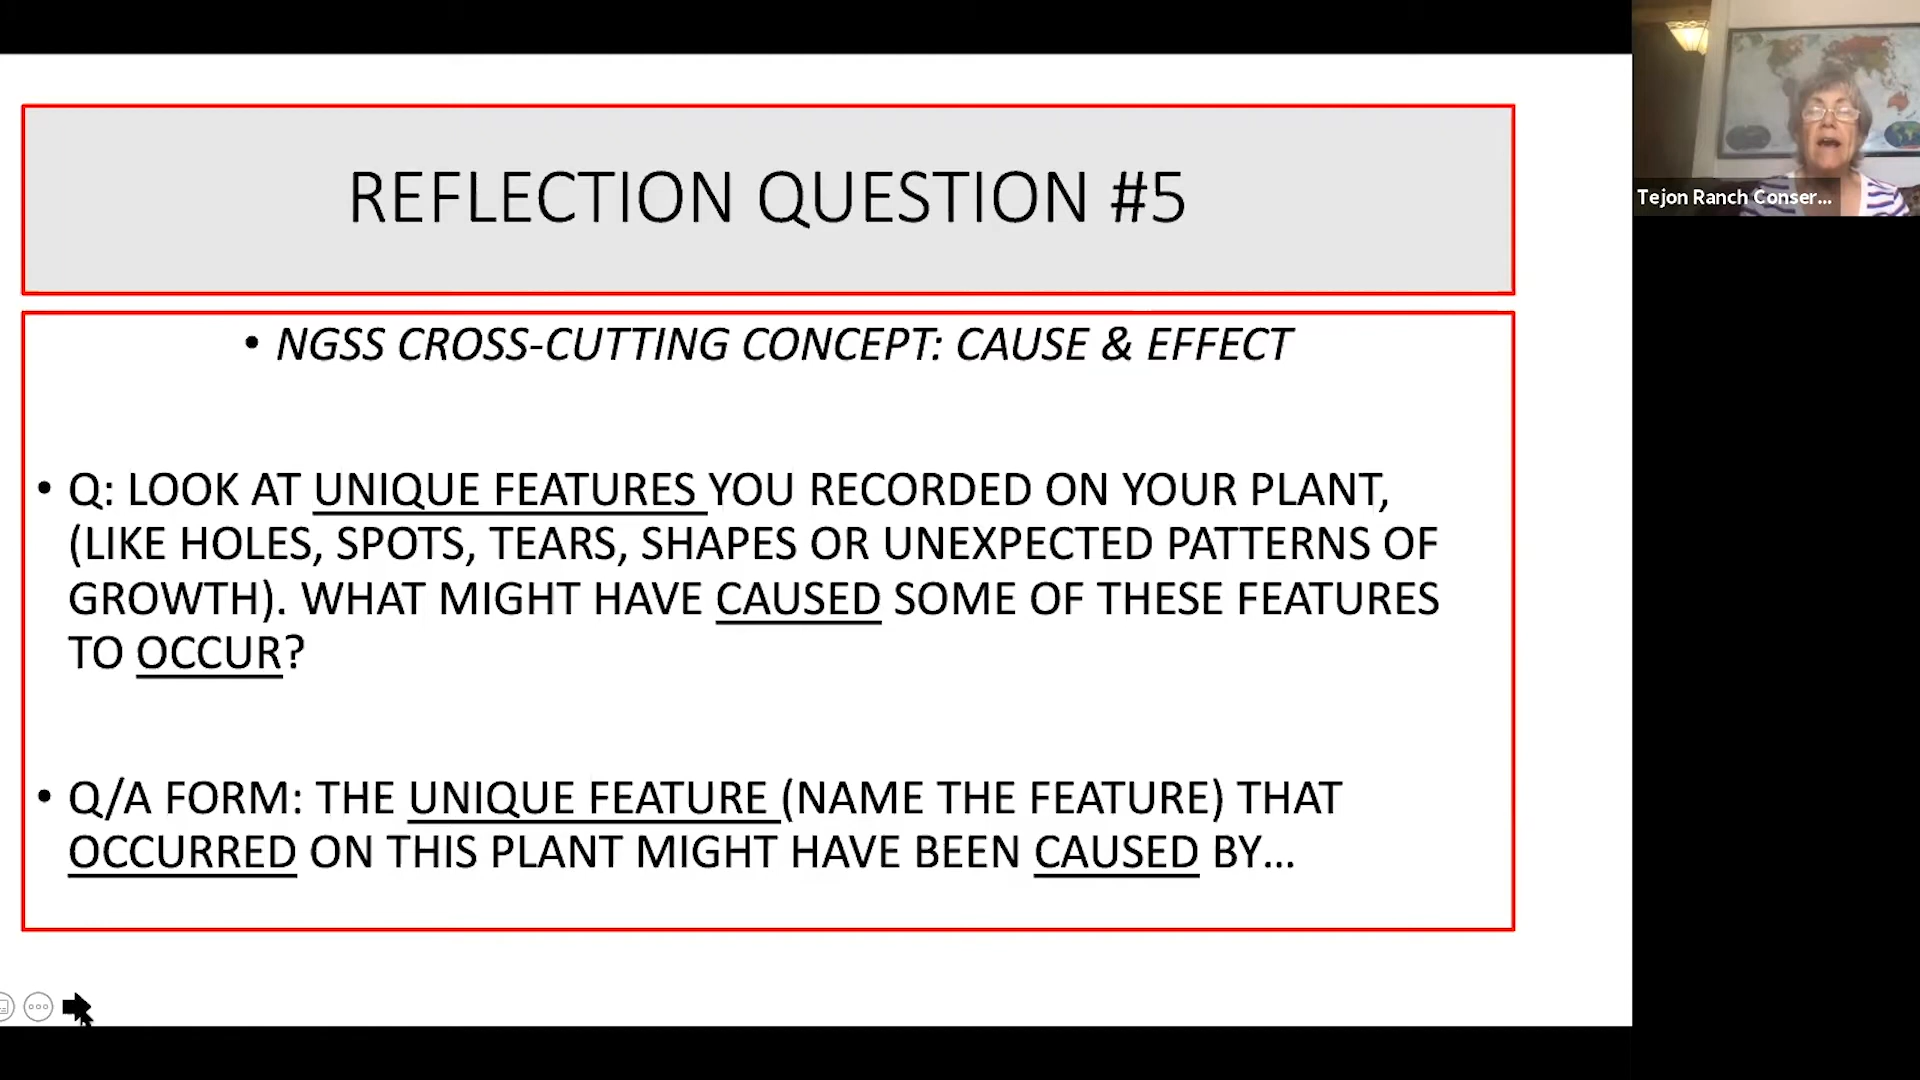 REFLECTION QUESTION #5
• NGSS CROSS-CUTTING CONCEPT: CAUSE & EFFECT
• Q: LOOK AT UNIQUE FEATURES YOU RECORDED ON YOUR PLANT,
(LIKE HOLES, SPOTS, TEARS, SHAPES OR UNEXPECTED PATTERNS OF
GROWTH). WHAT MIGHT HAVE CAUSED SOME OF THESE FEATURES
TO OCCUR?
• Q/A FORM: THE UNIQUE FEATURE (NAME THE FEATURE) THAT
OCCURRED ON THIS PLANT MIGHT HAVE BEEN CAUSED BY...
Tejon Ranch Conser...